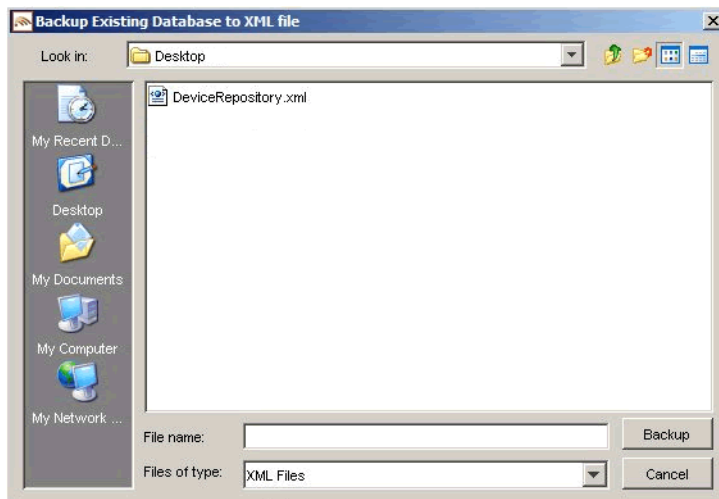 Backup Existing Database to XML file
Look in: Desktop
DeviceRepository.xml
My Recent D...
Desktop
My Documents
My Computer
My Network ...
File name: Backup
Files of type: XML Files Cancel